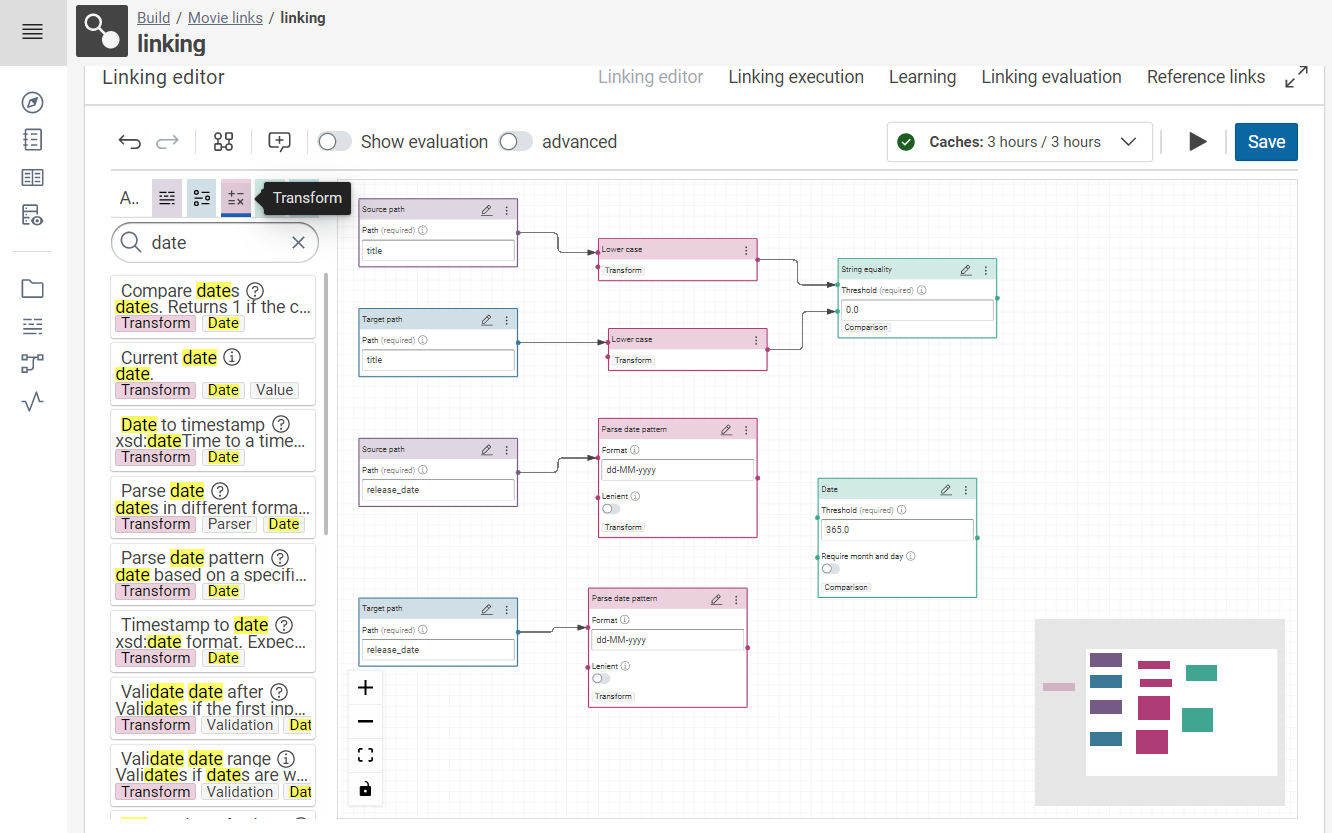 Build / Movie links / linking
linking
Linking editor
Linking editor Linking execution Learning Linking evaluation Reference links
Show evaluation advanced
Caches: 3 hours / 3 hours
Save
A..
Transform
date
Compare dates
dates. Returns 1 if the c...
Transform Date
Current date
date.
Transform Date Value
Date to timestamp
xsd:dateTime to a time...
Transform Date
Parse date
dates in different forma...
Transform Parser Date
Parse date pattern
date based on a specifi...
Transform Date
Timestamp to date
xsd:date format. Expec...
Transform Date
Validate date after
Validates if the first inp...
Transform Validation Dat
Validate date range
Validates if dates are w...
Transform Validation Dat
Source path
Path (required)
title
Lower case
Transform
String equality
Threshold (required)
0.0
Comparison
Target path
Path (required)
title
Lower case
Transform
Source path
Path (required)
release_date
Parse date pattern
Format
dd-MM-yyyy
Lenient
Transform
Date
Threshold (required)
365.0
Require month and day
Comparison
Target path
Path (required)
release_date
Parse date pattern
Format
dd-MM-yyyy
Lenient
Transform